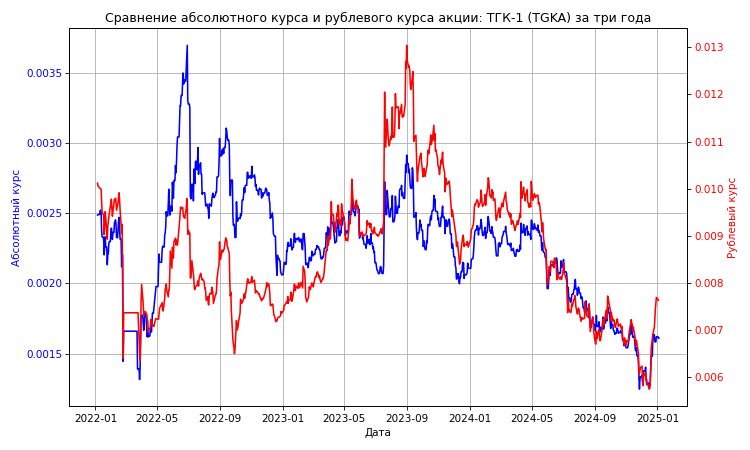 Сравнение абсолютного курса и рублевого курса акции: ТГК-1 (TGKA) за три года
0.0035
0.0030
0.0025
0.0020
0.0015
Абсолютный курс
0.013
0.012
0.011
0.010
0.009
0.008
0.007
0.006
Рублевый курс
2022-01 2022-05 2022-09 2023-01 2023-05 2023-09 2024-01 2024-05 2024-09 2025-01
Дата